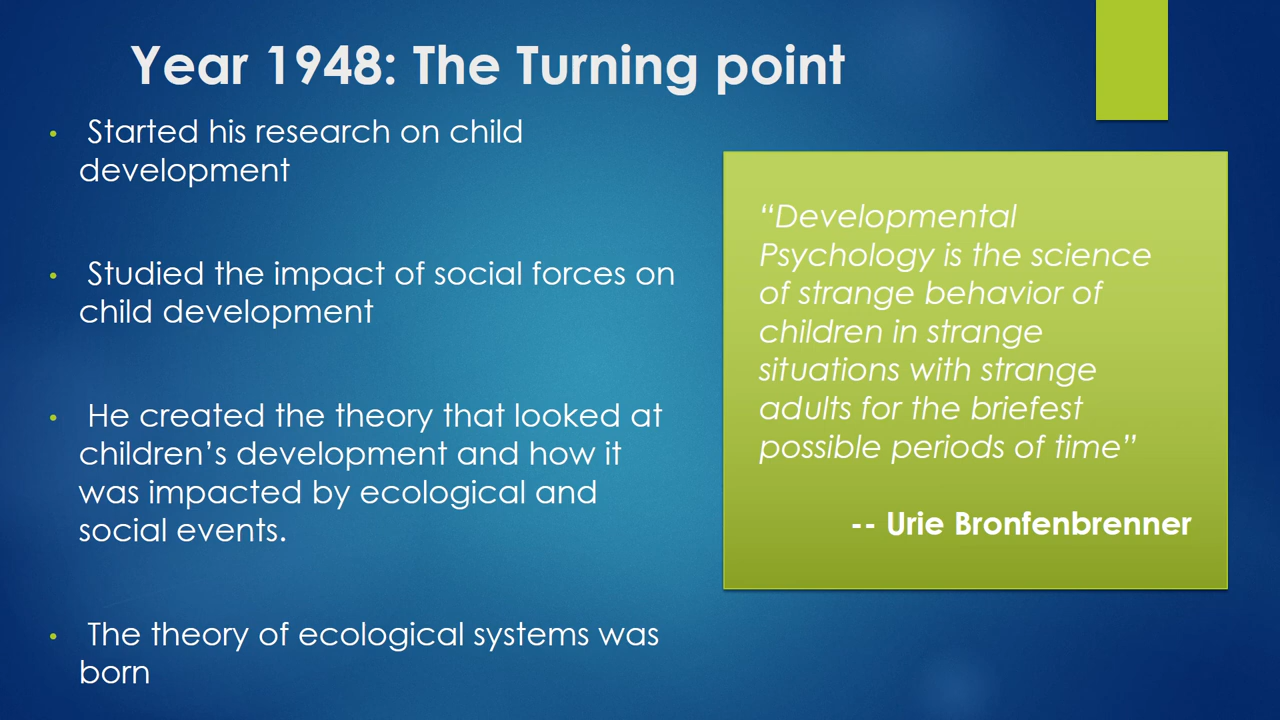 Year 1948: The Turning point
• Started his research on child
development
• Studied the impact of social forces on
child development
• He created the theory that looked at
children’s development and how it
was impacted by ecological and
social events.
• The theory of ecological systems was
born
“Developmental
Psychology is the science
of strange behavior of
children in strange
situations with strange
adults for the briefest
possible periods of time”
-- Urie Bronfenbrenner